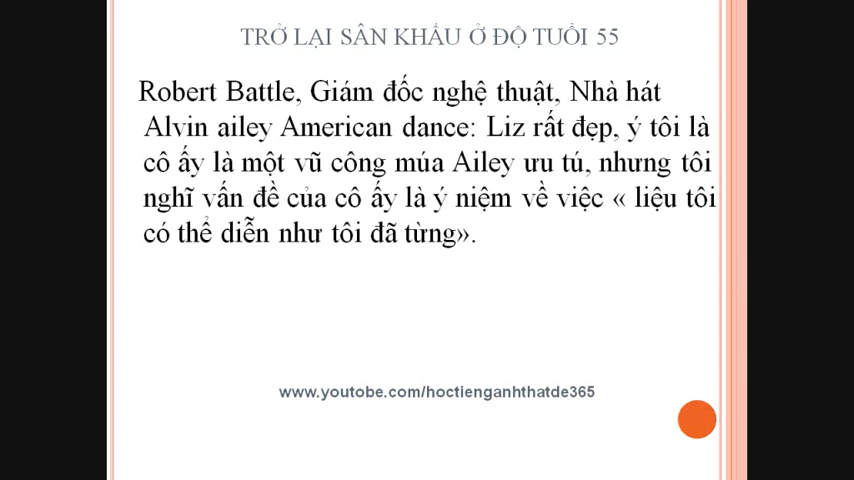 TRỞ LẠI SÂN KHẤU Ở ĐỘ TUỔI 55
Robert Battle, Giám đốc nghệ thuật, Nhà hát
Alvin ailey American dance: Liz rất đẹp, ý tôi là
cô ấy là một vũ công múa Ailey ưu tú, nhưng tôi
nghĩ vấn đề của cô ấy là ý niệm về việc « liệu tôi
có thể diễn như tôi đã từng».
www.youtobe.com/hoctienganhthatde365